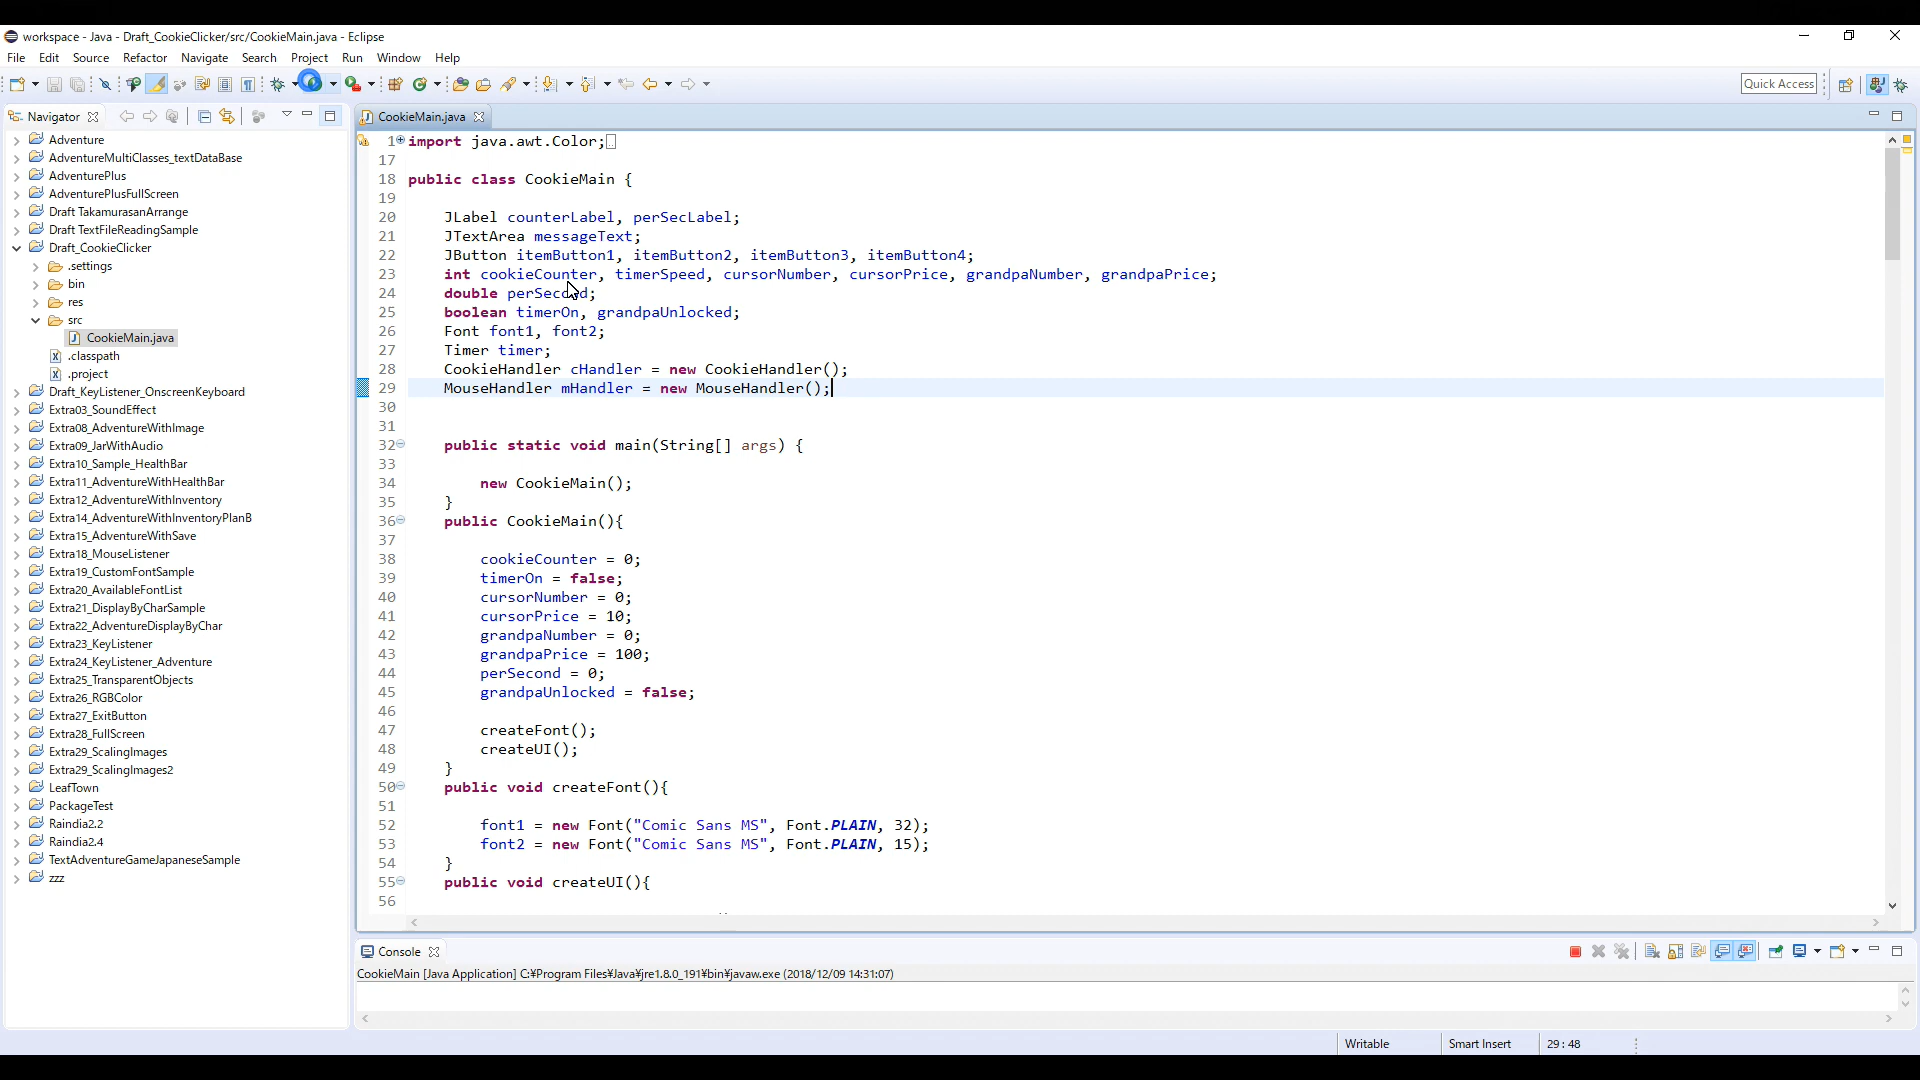 workspace - Java - Draft_CookieClicker/src/CookieMain.java - Eclipse
File Edit Source Refactor Navigate Search Project Run Window Help
Quick Access
Navigator
Adventure
AdventureMultiClasses_textDataBase
AdventurePlus
AdventurePlusFullScreen
Draft TakamurasanArrange
Draft TextFileReadingSample
Draft_CookieClicker
.settings
bin
res
src
CookieMain.java
.classpath
.project
Draft_KeyListener_OnscreenKeyboard
Extra03_SoundEffect
Extra08_AdventureWithImage
Extra09_JarWithAudio
Extra10_Sample_HealthBar
Extra11_AdventureWithHealthBar
Extra12_AdventureWithInventory
Extra14_AdventureWithInventoryPlanB
Extra15_AdventureWithSave
Extra18_MouseListener
Extra19_CustomFontSample
Extra20_AvailableFontList
Extra21_DisplayByCharSample
Extra22_AdventureDisplayByChar
Extra23_KeyListener
Extra24_KeyListener_Adventure
Extra25_TransparentObjects
Extra26_RGBColor
Extra27_ExitButton
Extra28_FullScreen
Extra29_ScalingImages
Extra29_ScalingImages2
LeafTown
PackageTest
Raindia2.2
Raindia2.4
TextAdventureGameJapaneseSample
zzz
CookieMain.java
1 import java.awt.Color;
17
18 public class CookieMain {
19
20 JLabel counterLabel, perSecLabel;
21 JTextArea messageText;
22 JButton itemButton1, itemButton2, itemButton3, itemButton4;
23 int cookieCounter, timerSpeed, cursorNumber, cursorPrice, grandpaNumber, grandpaPrice;
24 double perSecond;
25 boolean timerOn, grandpaUnlocked;
26 Font font1, font2;
27 Timer timer;
28 CookieHandler cHandler = new CookieHandler();
29 MouseHandler mHandler = new MouseHandler();
30
31
32 public static void main(String[] args) {
33
34 new CookieMain();
35 }
36 public CookieMain(){
37
38 cookieCounter = 0;
39 timerOn = false;
40 cursorNumber = 0;
41 cursorPrice = 10;
42 grandpaNumber = 0;
43 grandpaPrice = 100;
44 perSecond = 0;
45 grandpaUnlocked = false;
46
47 createFont();
48 createUI();
49 }
50 public void createFont(){
51
52 font1 = new Font("Comic Sans MS", Font.PLAIN, 32);
53 font2 = new Font("Comic Sans MS", Font.PLAIN, 15);
54 }
55 public void createUI(){
56
Console
CookieMain [Java Application] C:¥Program Files¥Java¥jre1.8.0_191¥bin¥javaw.exe (2018/12/09 14:31:07)
Writable Smart Insert 29 : 48